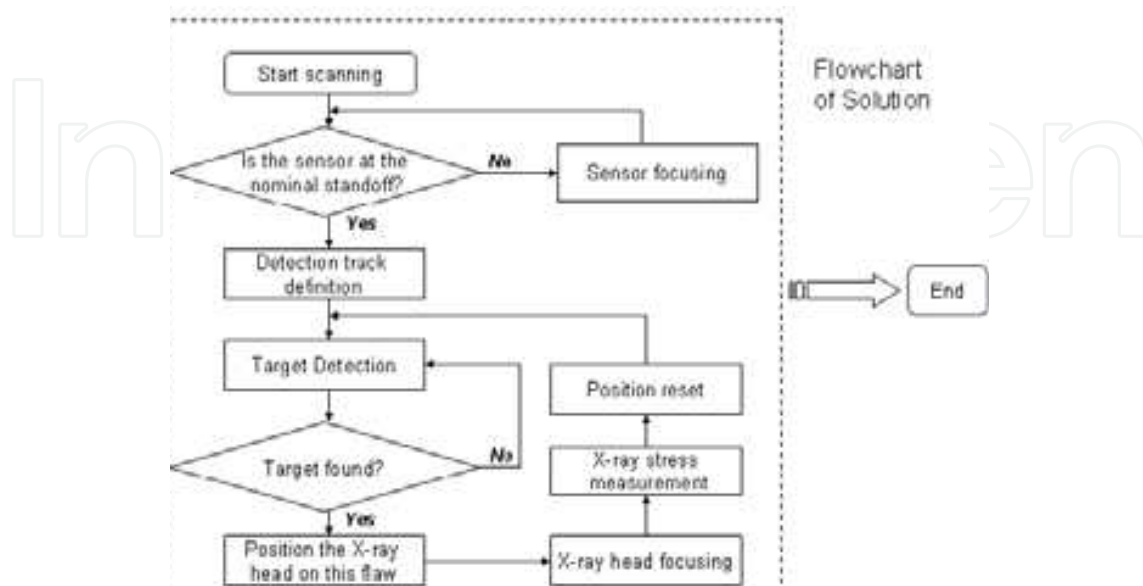 Start scanning
Flowchart
of Solution
Is the sensor at the
nominal standoff?
No
Sensor focusing
Yes
Detection track
definition
End
Target Detection
Position reset
Target found?
No
X-ray stress
measurement
Yes
Position the X-ray
head on this flaw
X-ray head focusing
In
en